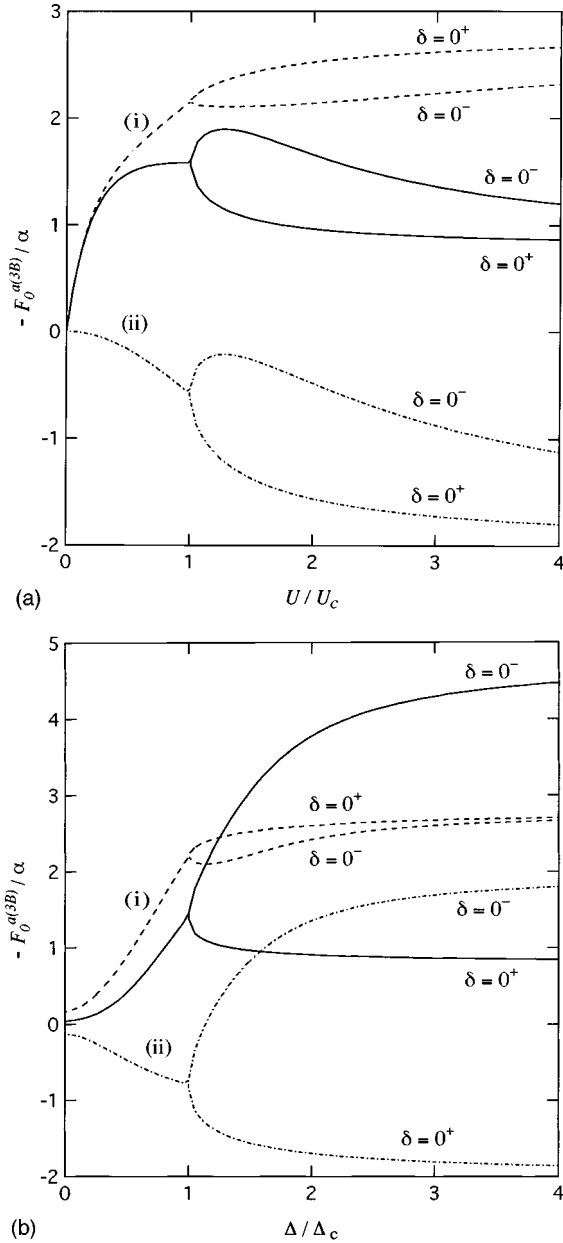 3
2
1
0
-1
-2
- F₀^a(3B) / α
(i)
(ii)
δ = 0⁺
δ = 0⁻
δ = 0⁻
δ = 0⁺
δ = 0⁻
δ = 0⁺
0 1 2 3 4
(a) U / U_c
5
4
3
2
1
0
-1
-2
- F₀^a(3B) / α
(i)
(ii)
δ = 0⁻
δ = 0⁺
δ = 0⁻
δ = 0⁻
δ = 0⁺
δ = 0⁺
0 1 2 3 4
(b) Δ / Δ_c